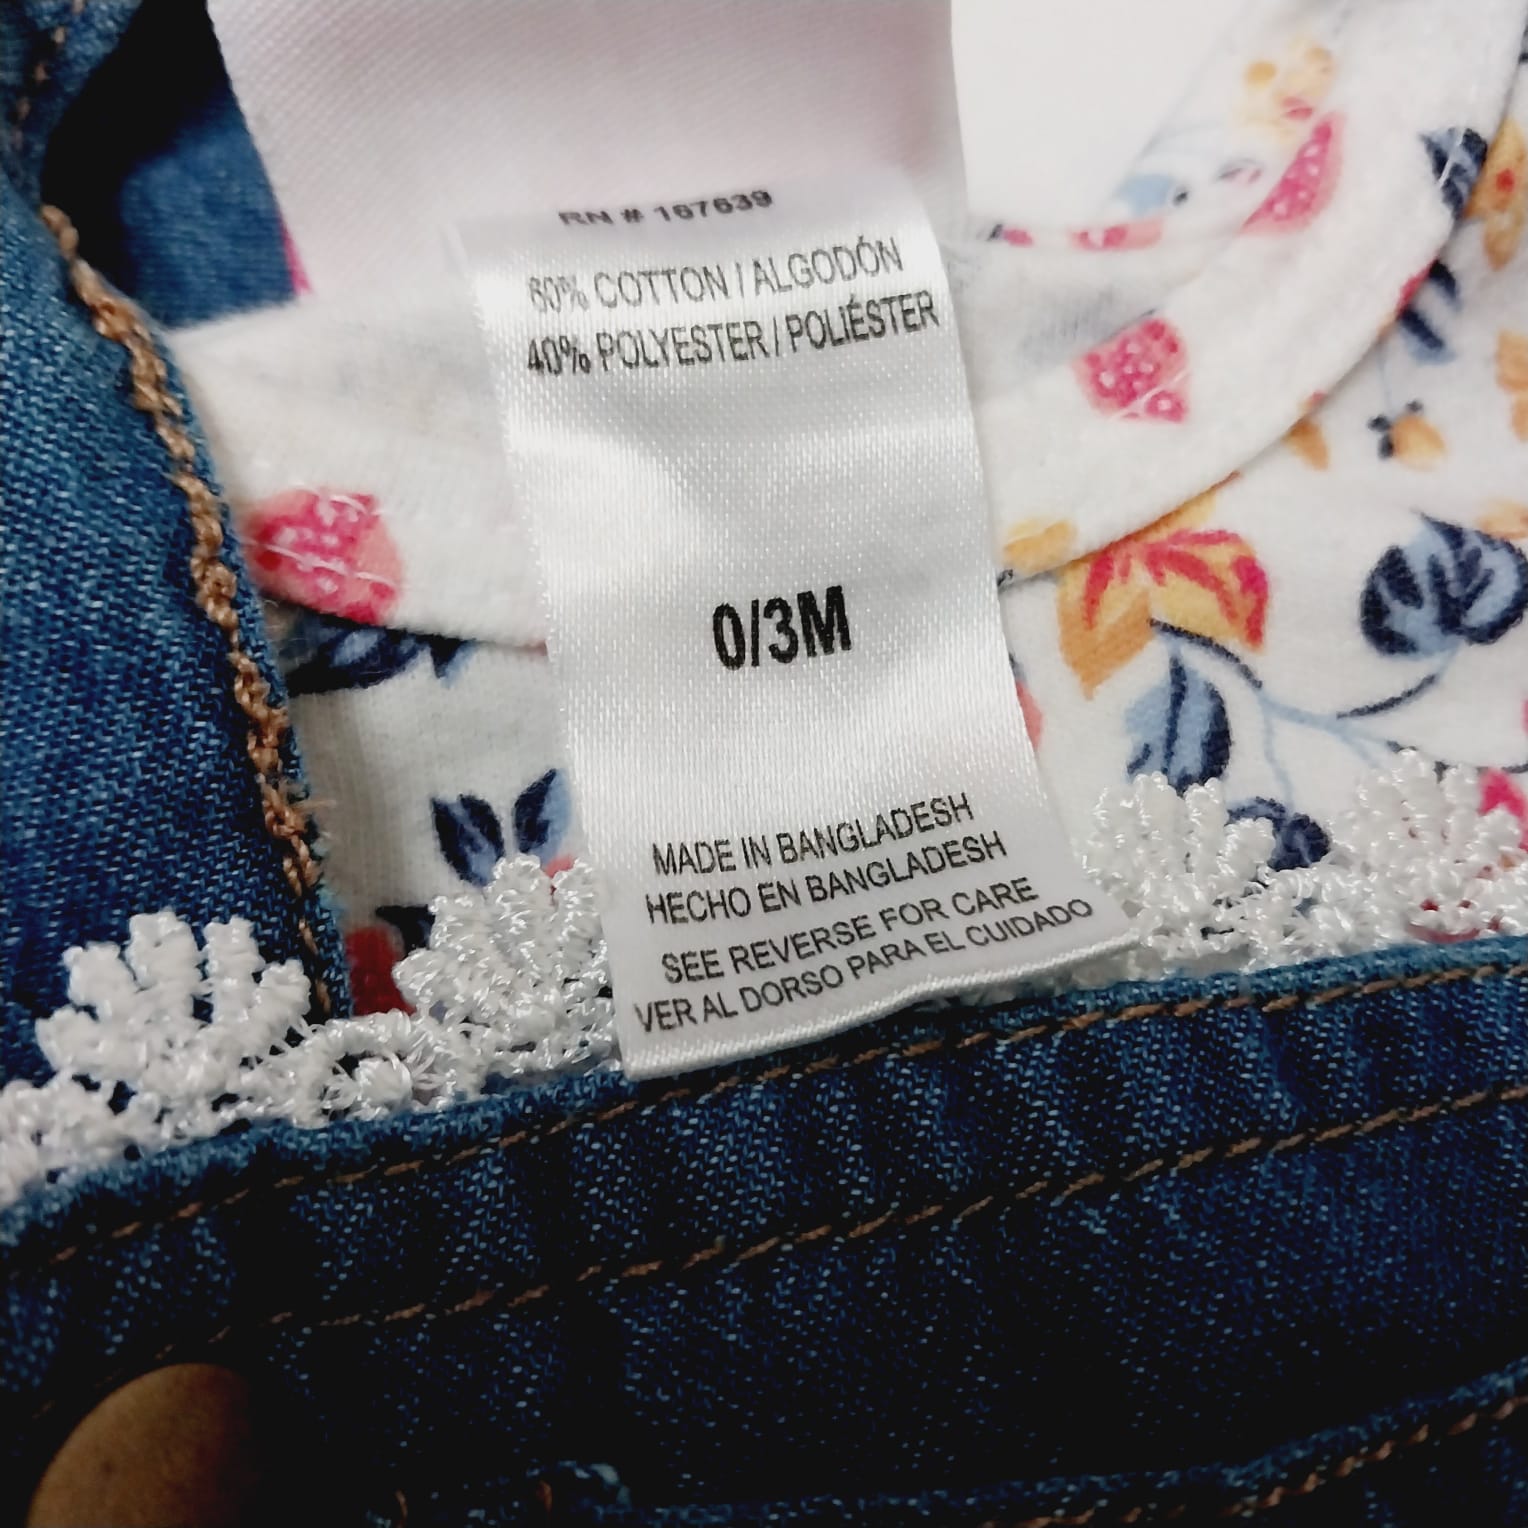 RN # 167639
60% COTTON / ALGODÓN
40% POLYESTER / POLIÉSTER
0/3M
MADE IN BANGLADESH
HECHO EN BANGLADESH
SEE REVERSE FOR CARE
VER AL DORSO PARA EL CUIDADO